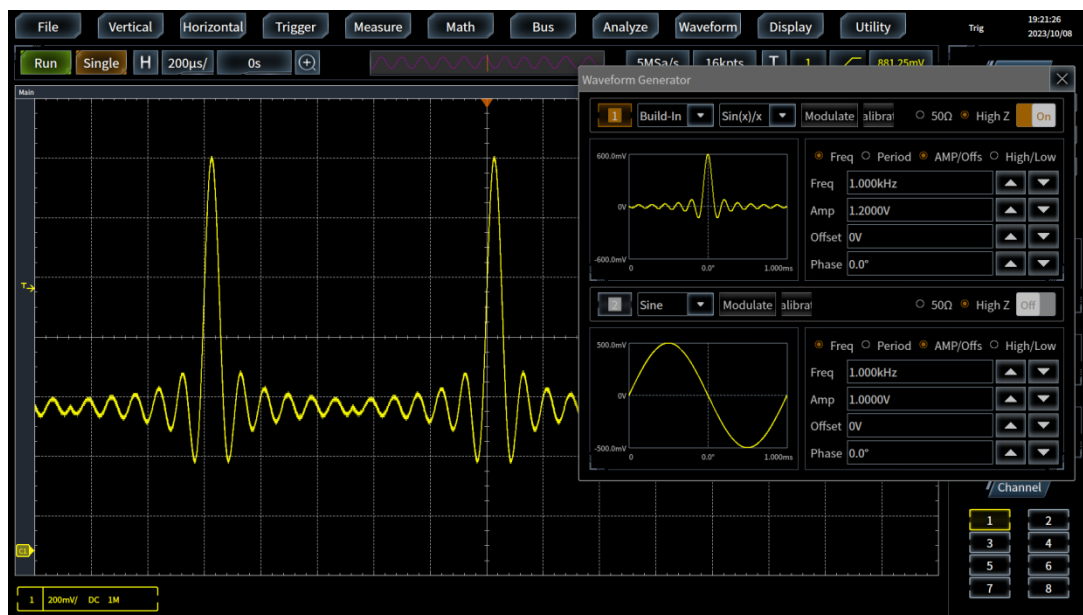 File Vertical Horizontal Trigger Measure Math Bus Analyze Waveform Display Utility Trig 19:21:26
2023/10/08
Run Single H 200µs/ 0s 5MSa/s 16kpts T 1 881.25mV
Main
Waveform Generator
1 Build-In Sin(x)/x Modulate alibrat 50Ω High Z On
600.0mV
0V
-600.0mV
0 0.0° 1.000ms
Freq Period AMP/Offs High/Low
Freq 1.000kHz
Amp 1.2000V
Offset 0V
Phase 0.0°
2 Sine Modulate alibrat 50Ω High Z Off
500.0mV
0V
-500.0mV
0 0.0° 1.000ms
Freq Period AMP/Offs High/Low
Freq 1.000kHz
Amp 1.0000V
Offset 0V
Phase 0.0°
T
C1
Channel
1 2
3 4
5 6
7 8
1 200mV/ DC 1M